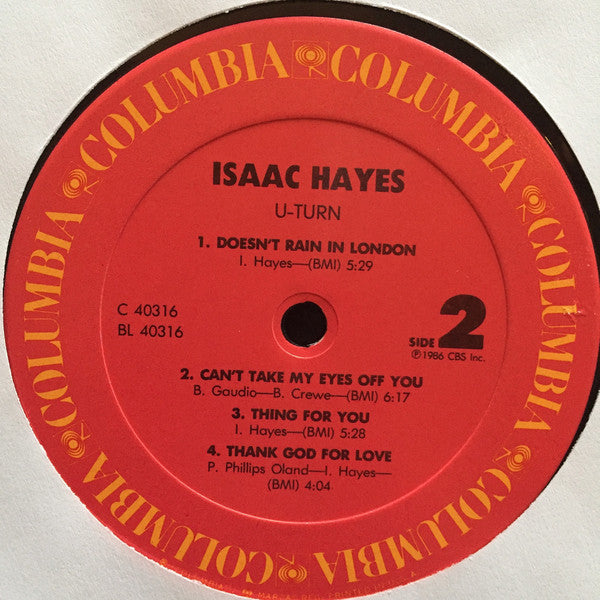 COLUMBIA COLUMBIA COLUMBIA COLUMBIA COLUMBIA COLUMBIA
ISAAC HAYES
U-TURN
1. DOESN'T RAIN IN LONDON
I. Hayes—(BMI) 5:29
C 40316
BL 40316
SIDE 2
℗1986 CBS Inc.
2. CAN'T TAKE MY EYES OFF YOU
B. Gaudio—B. Crewe—(BMI) 6:17
3. THING FOR YOU
I. Hayes—(BMI) 5:28
4. THANK GOD FOR LOVE
P. Phillips Oland—I. Hayes—
(BMI) 4:04